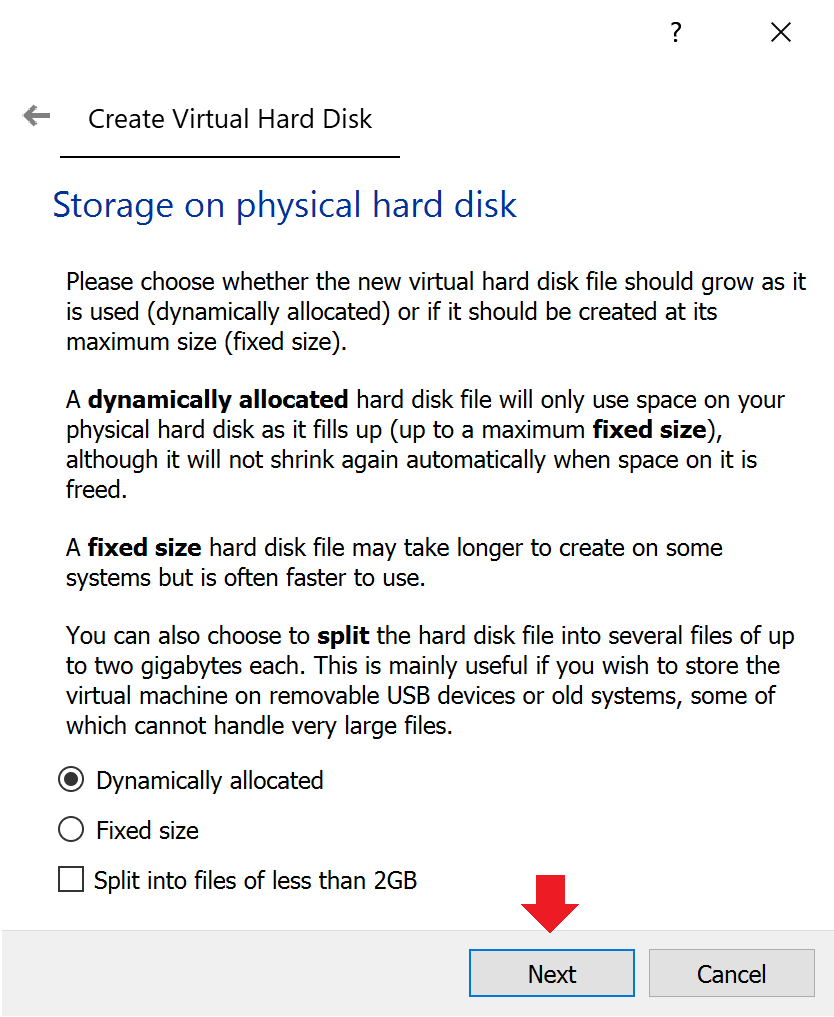 ?
Create Virtual Hard Disk
Storage on physical hard disk
Please choose whether the new virtual hard disk file should grow as it
is used (dynamically allocated) or if it should be created at its
maximum size (fixed size).
A dynamically allocated hard disk file will only use space on your
physical hard disk as it fills up (up to a maximum fixed size),
although it will not shrink again automatically when space on it is
freed.
A fixed size hard disk file may take longer to create on some
systems but is often faster to use.
You can also choose to split the hard disk file into several files of up
to two gigabytes each. This is mainly useful if you wish to store the
virtual machine on removable USB devices or old systems, some of
which cannot handle very large files.
Dynamically allocated
Fixed size
Split into files of less than 2GB
Next Cancel